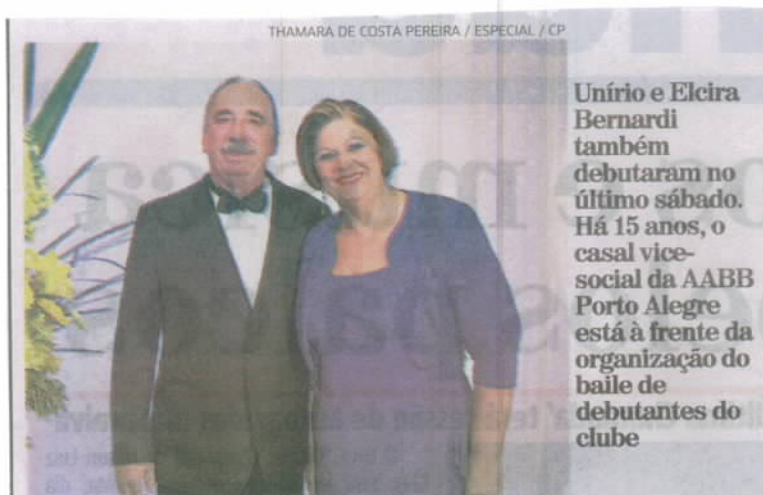 THAMARA DE COSTA PEREIRA / ESPECIAL / CP
Unírio e Elcira
Bernardi
também
debutaram no
último sábado.
Há 15 anos, o
casal vice-
social da AABB
Porto Alegre
está à frente da
organização do
baile de
debutantes do
clube